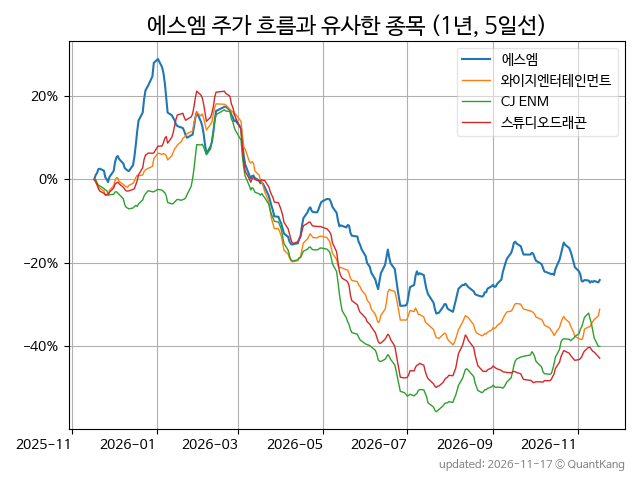 에스엠 주가 흐름과 유사한 종목 (1년, 5일선)
에스엠
와이지엔터테인먼트
CJ ENM
스튜디오드래곤
20%
0%
−20%
−40%
2025-11
2026-01
2026-03
2026-05
2026-07
2026-09
2026-11
updated: 2026-11-17 © QuantKang